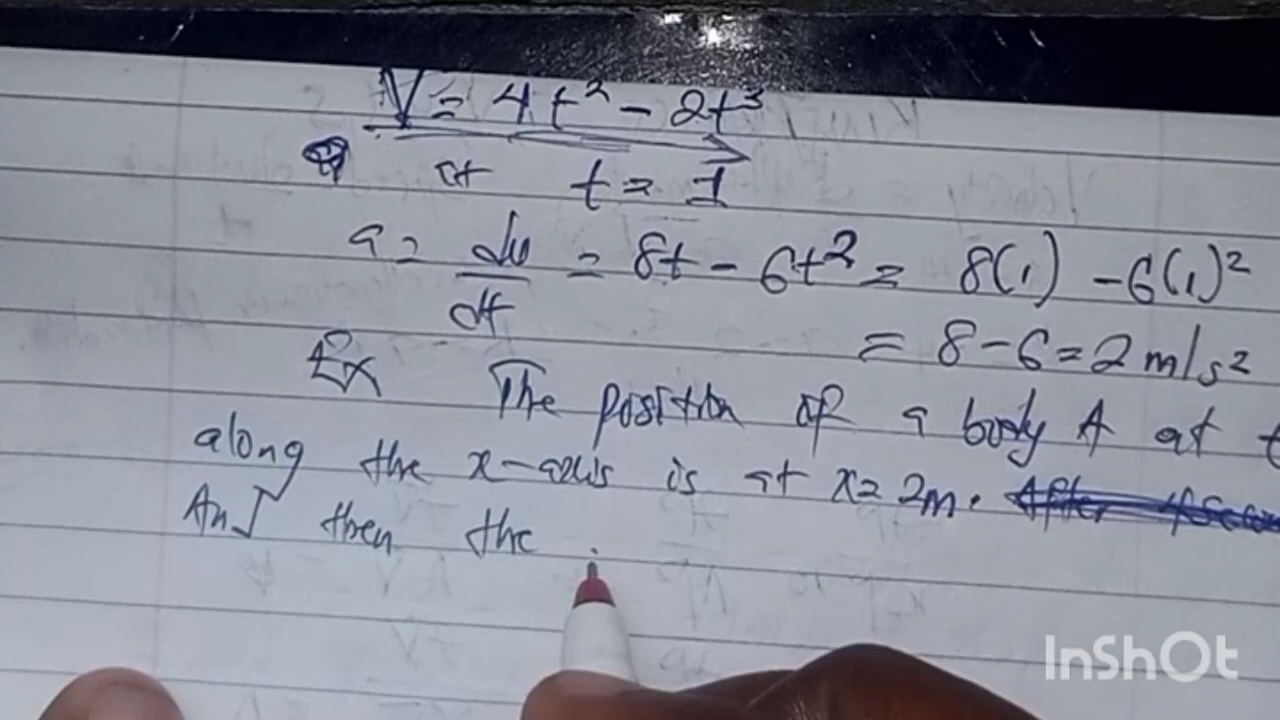 V = 4t² - 2t³
at t = 1
a = dv/dt = 8t - 6t² = 8(1) - 6(1)²
= 8 - 6 = 2 m/s²
Ex The position of a body A at t
along the x-axis is at x = 2m.
And then the
InShOt